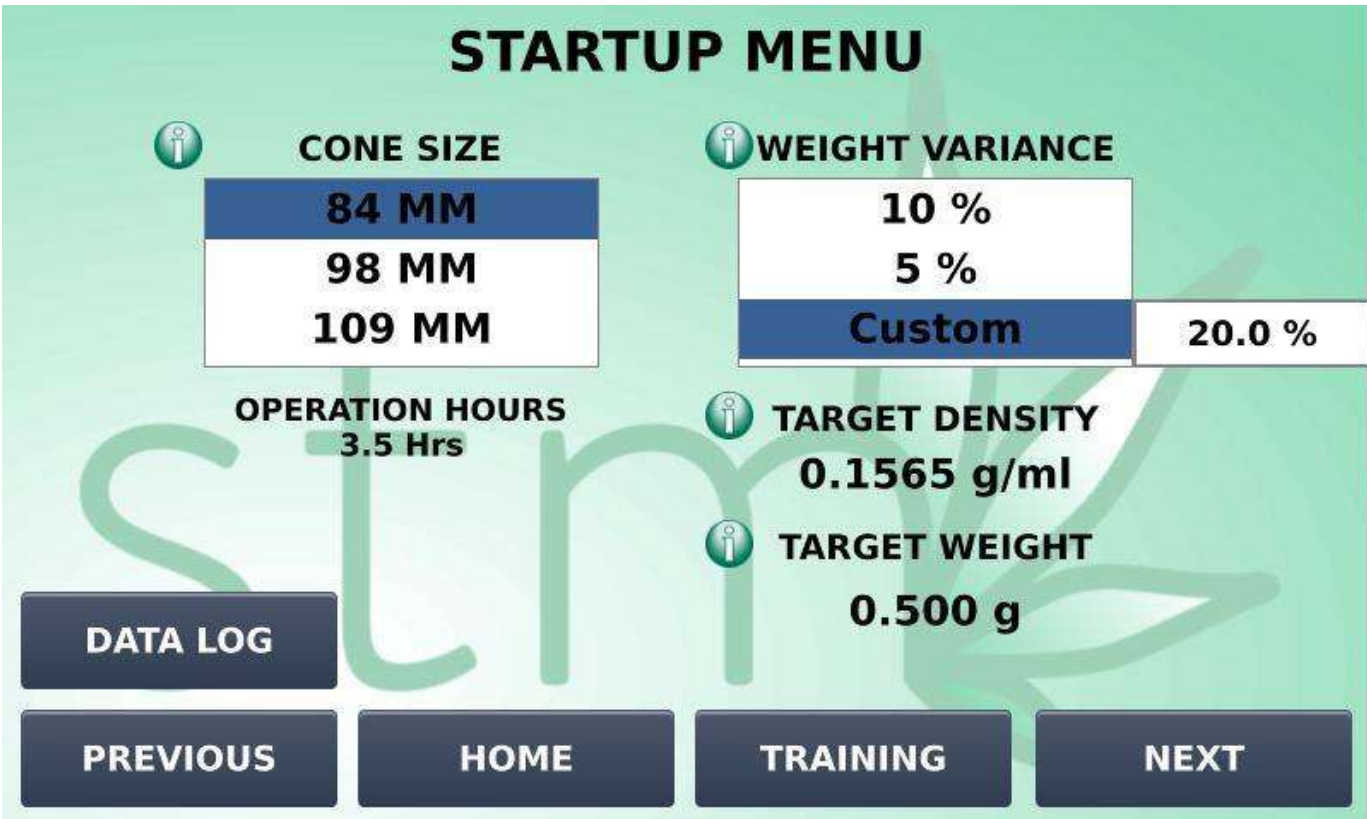 STARTUP MENU
CONE SIZE
84 MM
98 MM
109 MM
OPERATION HOURS
3.5 Hrs
WEIGHT VARIANCE
10 %
5 %
Custom
20.0 %
TARGET DENSITY
0.1565 g/ml
TARGET WEIGHT
0.500 g
stm
DATA LOG
PREVIOUS
HOME
TRAINING
NEXT